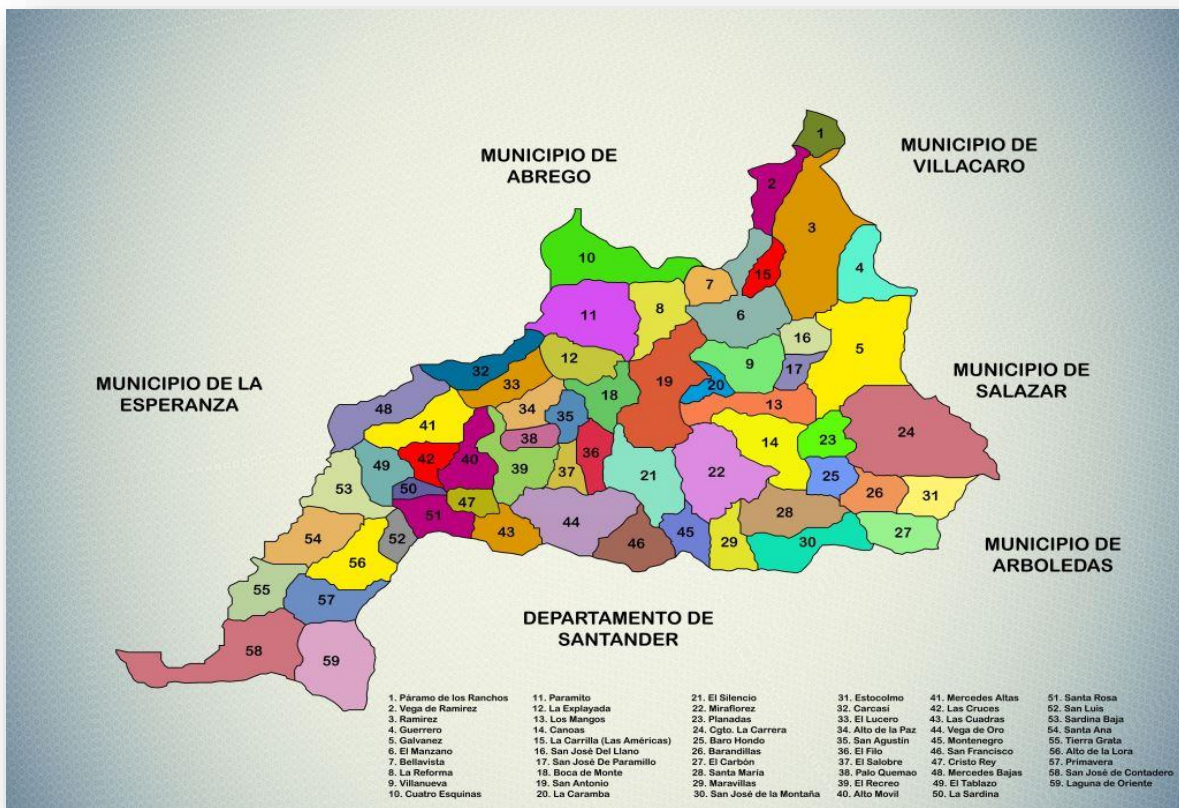 MUNICIPIO DE
ABREGO
MUNICIPIO DE
VILLACARO
MUNICIPIO DE LA
ESPERANZA
MUNICIPIO DE
SALAZAR
MUNICIPIO DE
ARBOLEDAS
DEPARTAMENTO DE
SANTANDER
1
2
3
4
10
15
7
11
8
6
16
5
12
9
17
32
33
19
20
13
48
34
35
18
24
41
38
14
23
49
42
40
39
37
36
21
22
25
53
50
47
26
31
51
28
54
52
43
44
46
45
29
30
27
56
55
57
58
59
1. Páramo de los Ranchos
2. Vega de Ramirez
3. Ramirez
4. Guerrero
5. Galvanez
6. El Manzano
7. Bellavista
8. La Reforma
9. Villanueva
10. Cuatro Esquinas
11. Paramito
12. La Explayada
13. Los Mangos
14. Canoas
15. La Carrilla (Las Américas)
16. San José Del Llano
17. San José De Paramillo
18. Boca de Monte
19. San Antonio
20. La Caramba
21. El Silencio
22. Miraflorez
23. Planadas
24. Cgto. La Carrera
25. Baro Hondo
26. Barandillas
27. El Carbón
28. Santa María
29. Maravillas
30. San José de la Montaña
31. Estocolmo
32. Carcasi
33. El Lucero
34. Alto de la Paz
35. San Agustín
36. El Filo
37. El Salobre
38. Palo Quemao
39. El Recreo
40. Alto Movil
41. Mercedes Altas
42. Las Cruces
43. Las Cuadras
44. Vega de Oro
45. Montenegro
46. San Francisco
47. Cristo Rey
48. Mercedes Bajas
49. El Tablazo
50. La Sardina
51. Santa Rosa
52. San Luis
53. Sardina Baja
54. Santa Ana
55. Tierra Grata
56. Alto de la Lora
57. Primavera
58. San José de Contadero
59. Laguna de Oriente